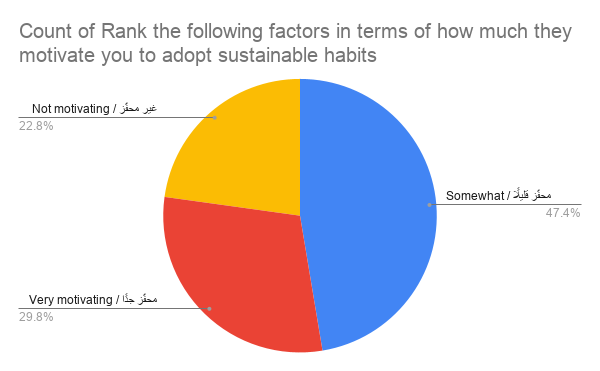 Count of Rank the following factors in terms of how much they
motivate you to adopt sustainable habits
Not motivating / غير محفّز
22.8%
Somewhat / محفّز قليلًا
47.4%
Very motivating / محفّز جدًّا
29.8%